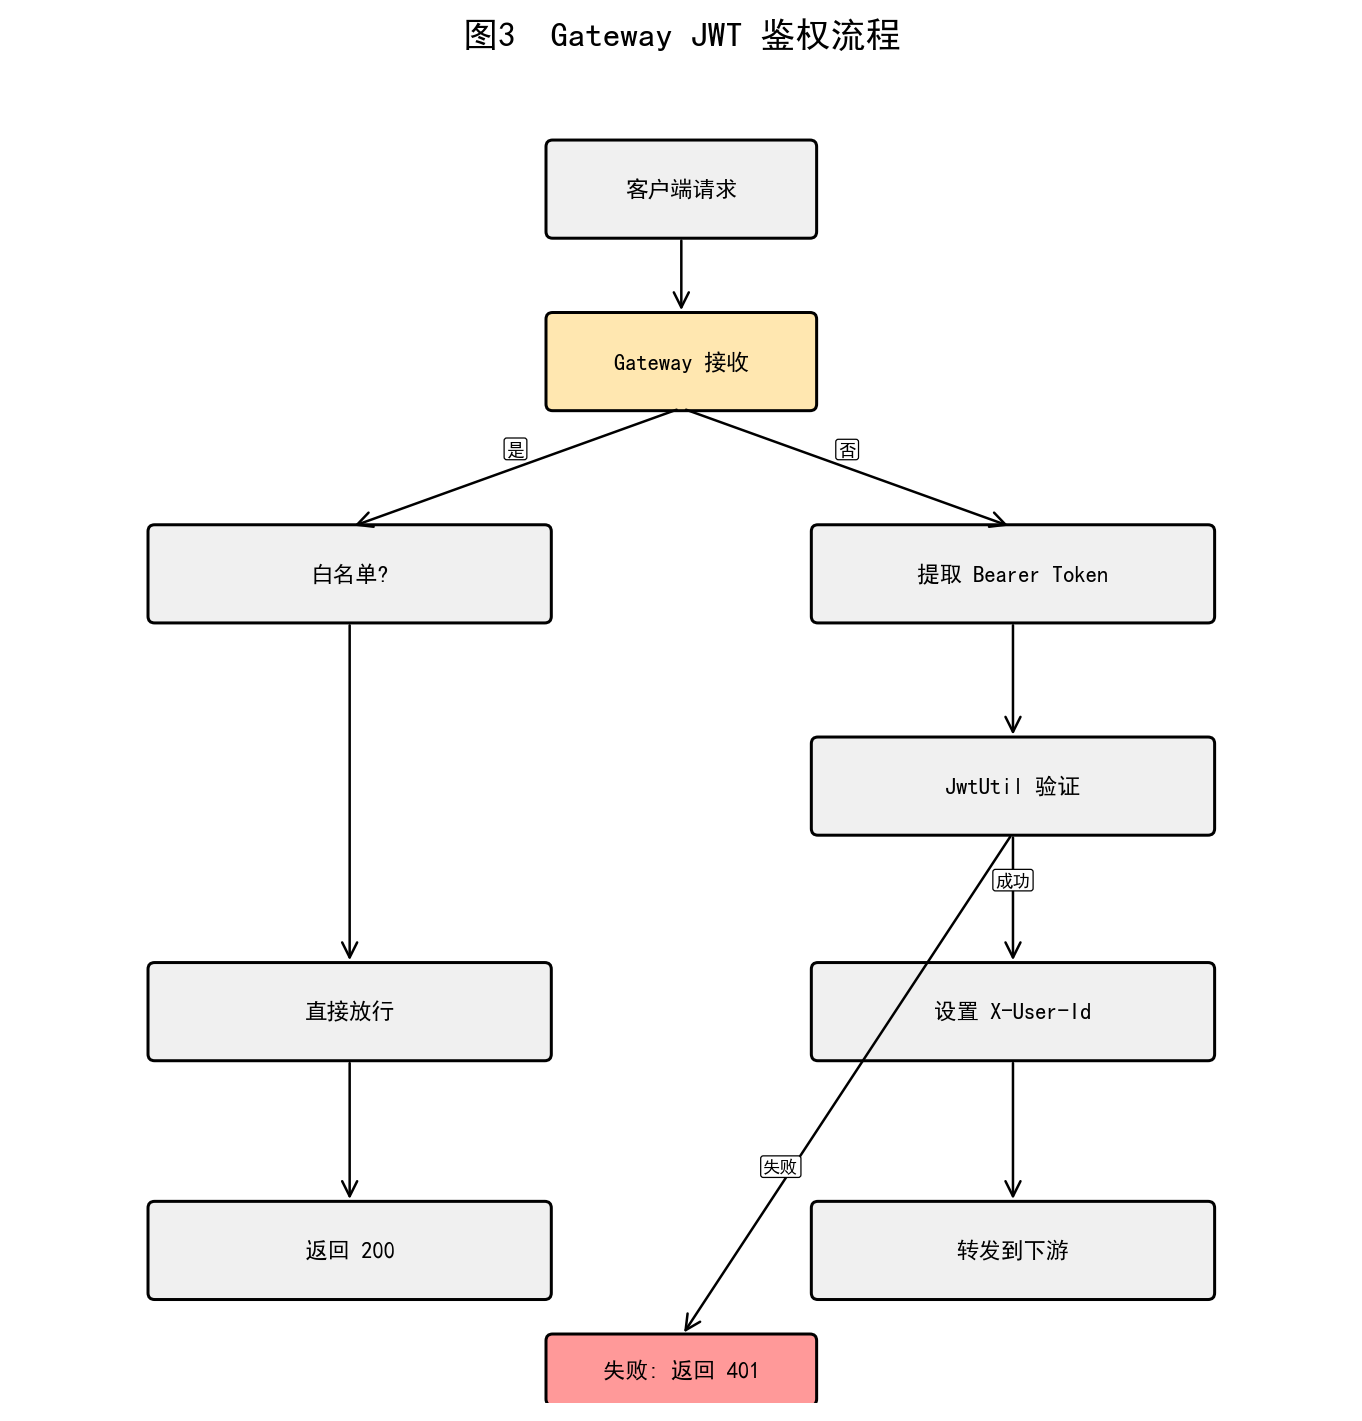 图3  Gateway JWT 鉴权流程
客户端请求
Gateway 接收
是
否
白名单?
提取 Bearer Token
JwtUtil 验证
成功
直接放行
设置 X-User-Id
失败
返回 200
转发到下游
失败: 返回 401